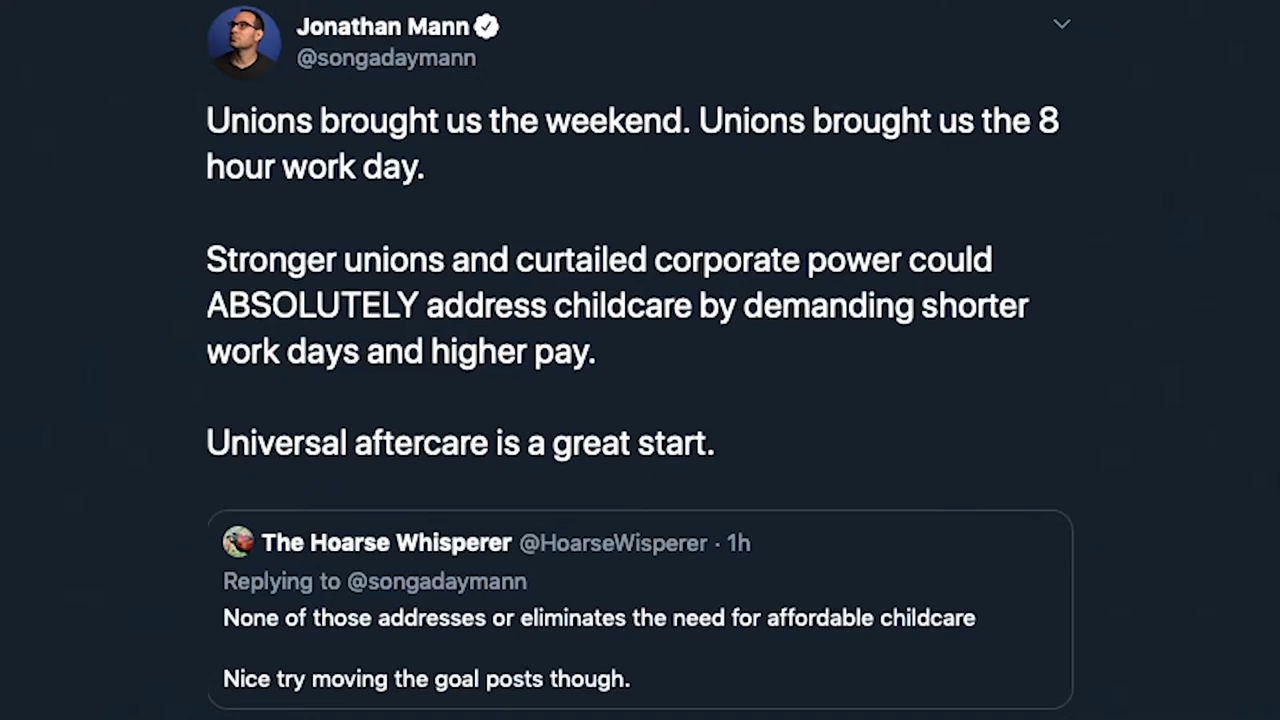 Jonathan Mann
@songadaymann
Unions brought us the weekend. Unions brought us the 8
hour work day.
Stronger unions and curtailed corporate power could
ABSOLUTELY address childcare by demanding shorter
work days and higher pay.
Universal aftercare is a great start.
The Hoarse Whisperer @HoarseWisperer · 1h
Replying to @songadaymann
None of those addresses or eliminates the need for affordable childcare
Nice try moving the goal posts though.